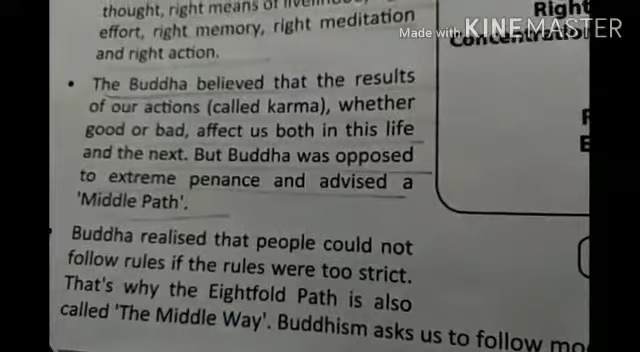 thought, right means of
effort, right memory, right meditation
and right action.
• The Buddha believed that the results
of our actions (called karma), whether
good or bad, affect us both in this life
and the next. But Buddha was opposed
to extreme penance and advised a
'Middle Path'.
Buddha realised that people could not
follow rules if the rules were too strict.
That's why the Eightfold Path is also
called 'The Middle Way'. Buddhism asks us to follow
Right
Made with KINEMASTER